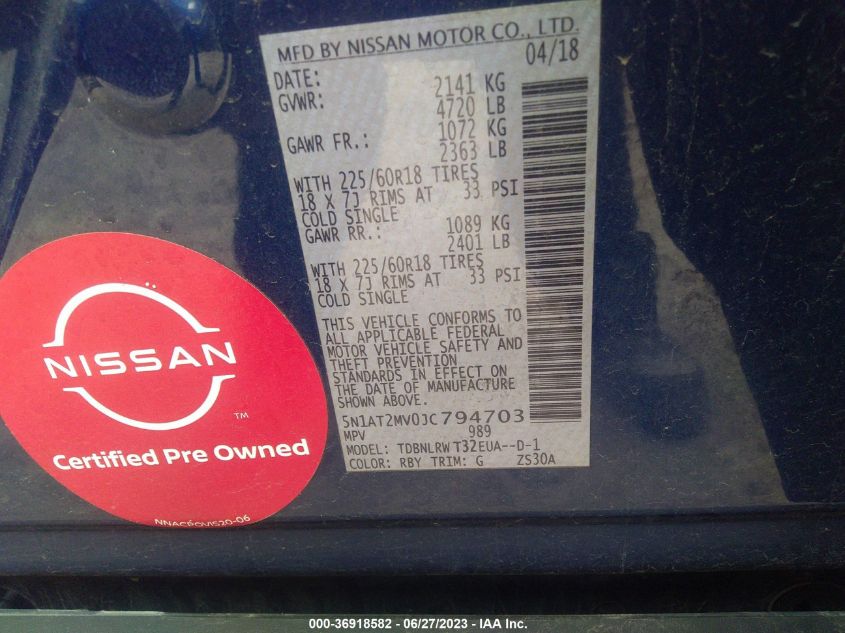 MFD BY NISSAN MOTOR CO., LTD.
DATE: 04/18
GVWR: 2141 KG
4720 LB
GAWR FR.: 1072 KG
2363 LB
WITH 225/60R18 TIRES
18 X 7J RIMS AT 33 PSI
COLD SINGLE
GAWR RR.: 1089 KG
2401 LB
WITH 225/60R18 TIRES
18 X 7J RIMS AT 33 PSI
COLD SINGLE
THIS VEHICLE CONFORMS TO
ALL APPLICABLE FEDERAL
MOTOR VEHICLE SAFETY AND
THEFT PREVENTION
STANDARDS IN EFFECT ON
THE DATE OF MANUFACTURE
SHOWN ABOVE.
5N1AT2MV0JC794703
MPV 989
MODEL: TDBNLRW T32EUA--D-1
COLOR: RBY TRIM: G ZS30A
NISSAN
TM
Certified Pre Owned
000-36918582 - 06/27/2023 - IAA Inc.